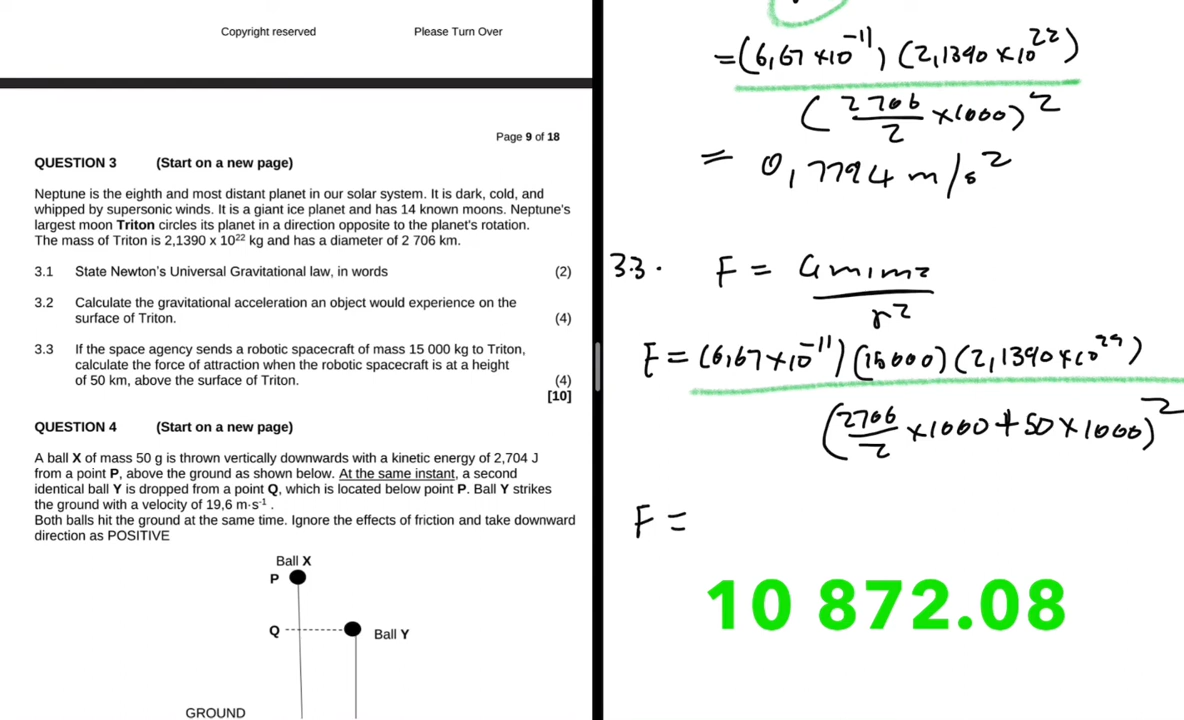 Copyright reserved Please Turn Over
Page 9 of 18
QUESTION 3 (Start on a new page)
Neptune is the eighth and most distant planet in our solar system. It is dark, cold, and
whipped by supersonic winds. It is a giant ice planet and has 14 known moons. Neptune's
largest moon Triton circles its planet in a direction opposite to the planet's rotation.
The mass of Triton is 2,1390 x 10²² kg and has a diameter of 2 706 km.
3.1 State Newton's Universal Gravitational law, in words (2)
3.2 Calculate the gravitational acceleration an object would experience on the
surface of Triton. (4)
3.3 If the space agency sends a robotic spacecraft of mass 15 000 kg to Triton,
calculate the force of attraction when the robotic spacecraft is at a height
of 50 km, above the surface of Triton. (4)
[10]
QUESTION 4 (Start on a new page)
A ball X of mass 50 g is thrown vertically downwards with a kinetic energy of 2,704 J
from a point P, above the ground as shown below. At the same instant, a second
identical ball Y is dropped from a point Q, which is located below point P. Ball Y strikes
the ground with a velocity of 19,6 m·s⁻¹ .
Both balls hit the ground at the same time. Ignore the effects of friction and take downward
direction as POSITIVE
Ball X
P
Q Ball Y
GROUND
= (6,67 × 10⁻¹¹) (2,1390 × 10²²)
(2706/2 × 1000)²
= 0,7794 m/s²
3.3. F = G m1 m2
r²
F = (6,67 × 10⁻¹¹) (15000) (2,1390 × 10
(2706/2 × 1000 + 50 × 1000)²
F =
10 872.08